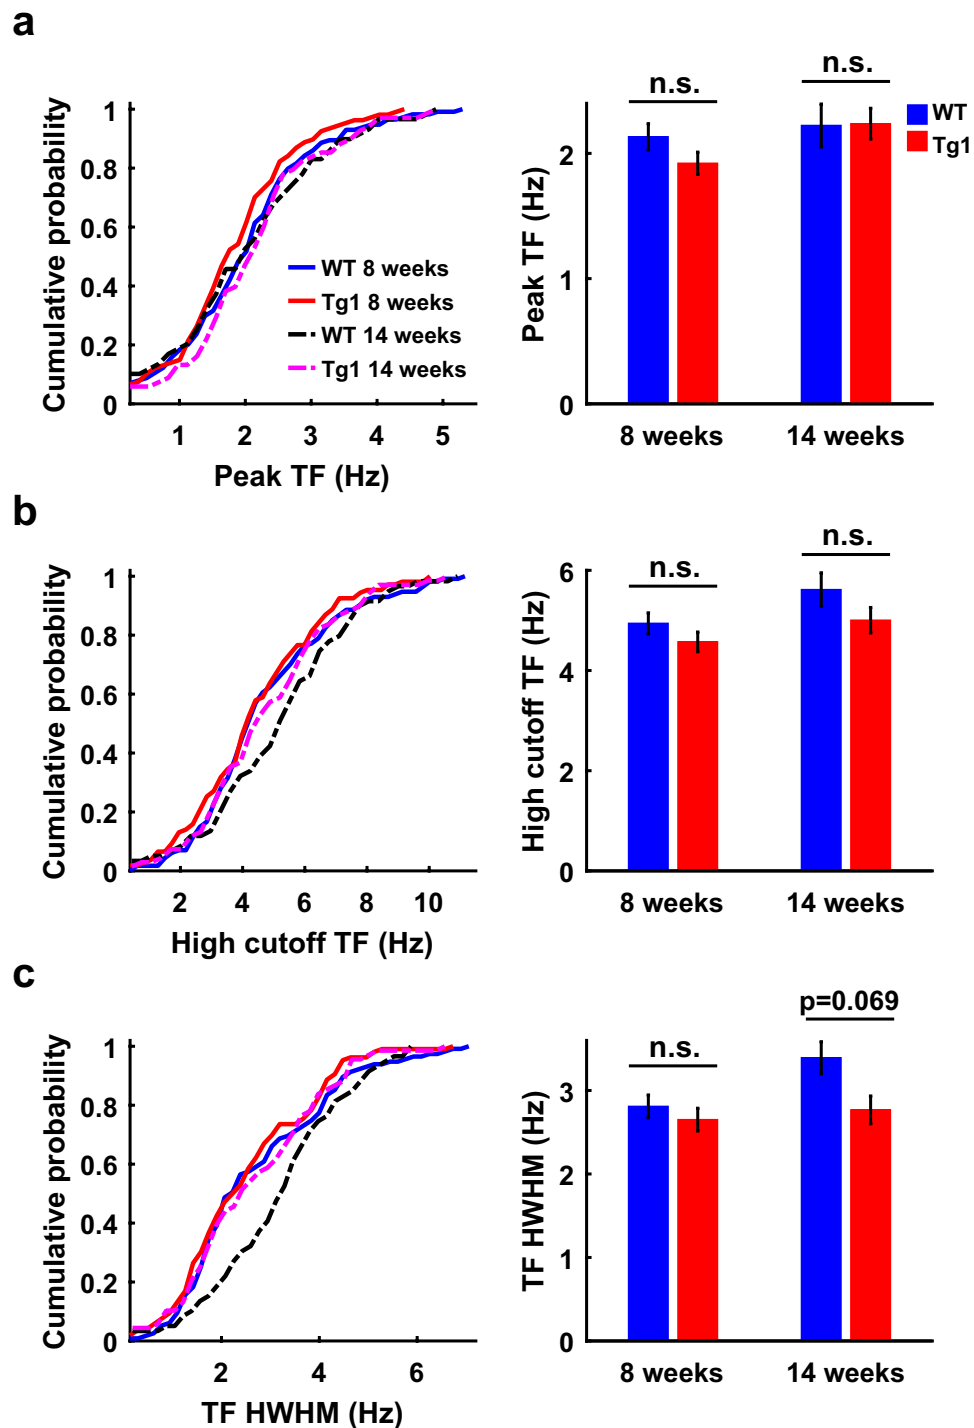 a
Cumulative probability
1
0.8
0.6
0.4
0.2
0
WT 8 weeks
Tg1 8 weeks
WT 14 weeks
Tg1 14 weeks
1 2 3 4 5
Peak TF (Hz)
n.s. n.s.
WT
Tg1
Peak TF (Hz)
2
1
0
8 weeks 14 weeks
b
Cumulative probability
1
0.8
0.6
0.4
0.2
0
2 4 6 8 10
High cutoff TF (Hz)
n.s. n.s.
High cutoff TF (Hz)
6
4
2
0
8 weeks 14 weeks
c
Cumulative probability
1
0.8
0.6
0.4
0.2
0
2 4 6
TF HWHM (Hz)
n.s. p=0.069
TF HWHM (Hz)
3
2
1
0
8 weeks 14 weeks